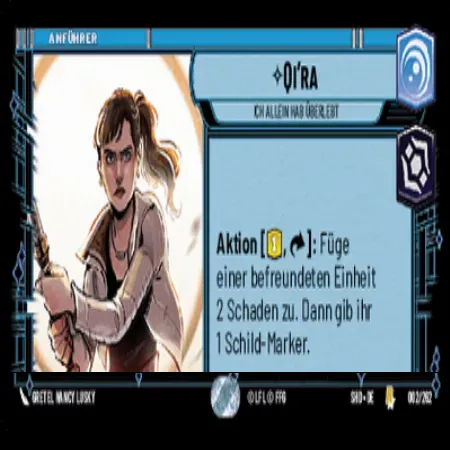 ANFÜHRER
QI'RA
ICH ALLEIN HAB ÜBERLEBT
Aktion [1, ]: Füge
einer befreundeten Einheit
2 Schaden zu. Dann gib ihr
1 Schild-Marker.
GRETEL NANCY LUSKY
© LFL © FFG
SHD • DE
002/262